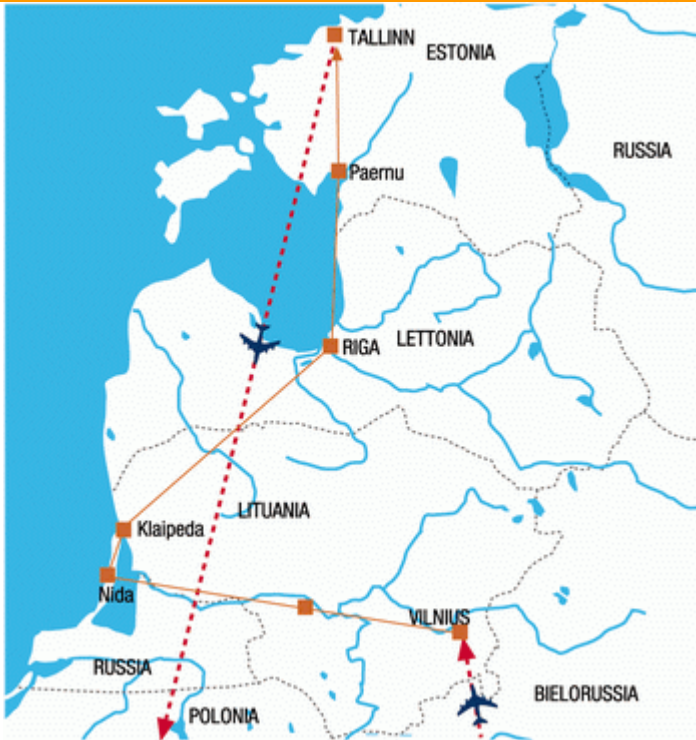 TALLINN
ESTONIA
RUSSIA
Paernu
RIGA
LETTONIA
LITUANIA
Klaipeda
Nida
VILNIUS
RUSSIA
BIELORUSSIA
POLONIA